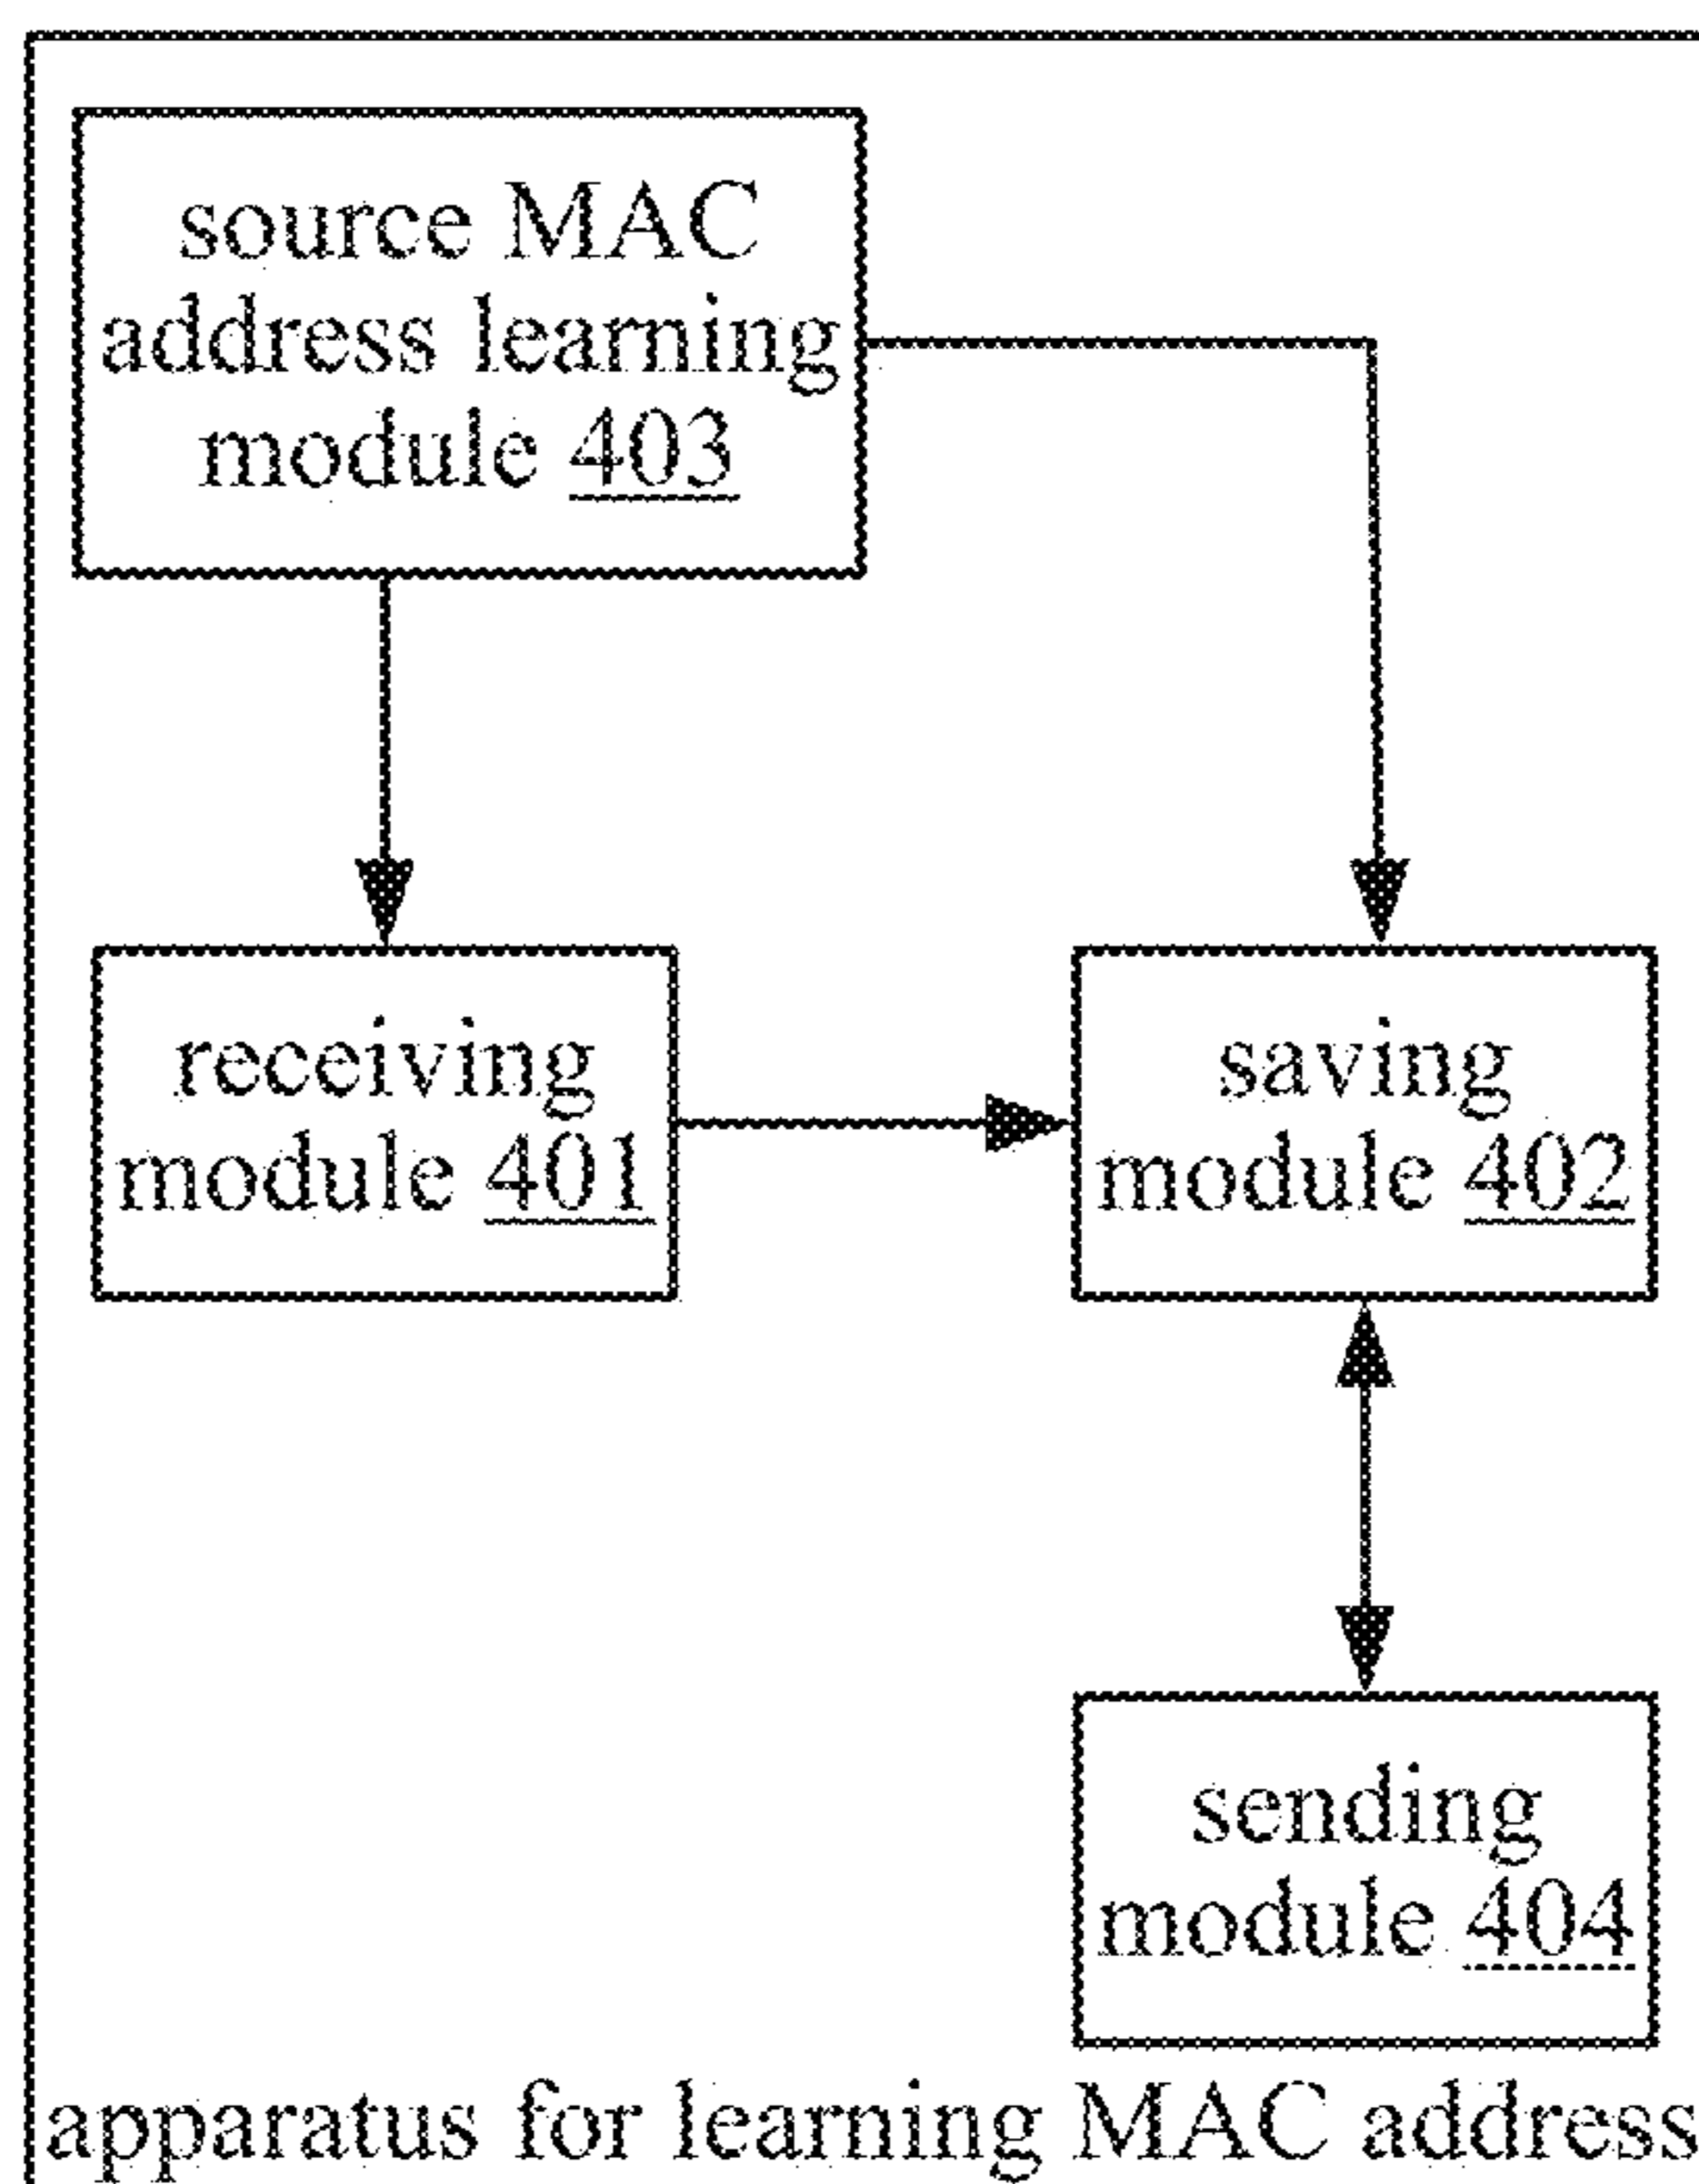 source MAC
address learning
module 403
receiving
module 401
saving
module 402
sending
module 404
apparatus for learning MAC address